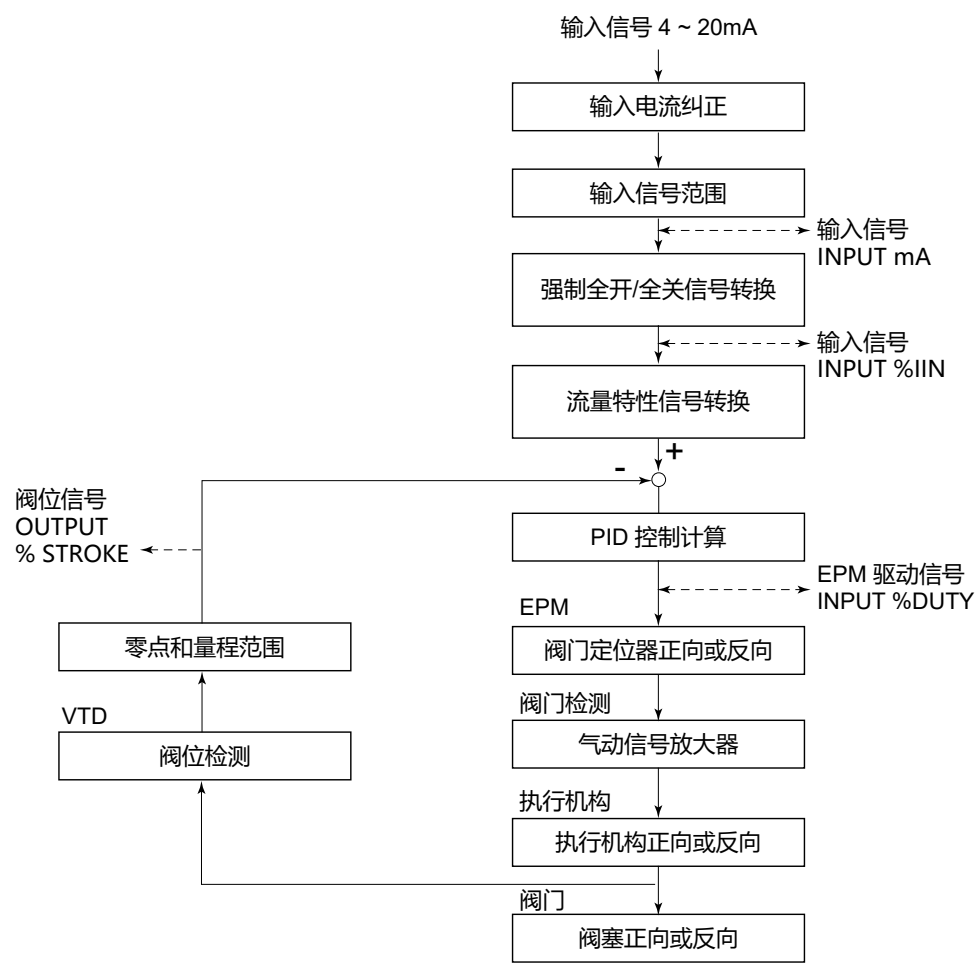 输入信号 4 ~ 20mA
输入电流纠正
输入信号范围
输入信号
INPUT mA
强制全开/全关信号转换
输入信号
INPUT %IIN
流量特性信号转换
+
-
阀位信号
OUTPUT
% STROKE
PID 控制计算
EPM 驱动信号
INPUT %DUTY
EPM
零点和量程范围
阀门定位器正向或反向
阀门检测
VTD
阀位检测
气动信号放大器
执行机构
执行机构正向或反向
阀门
阀塞正向或反向